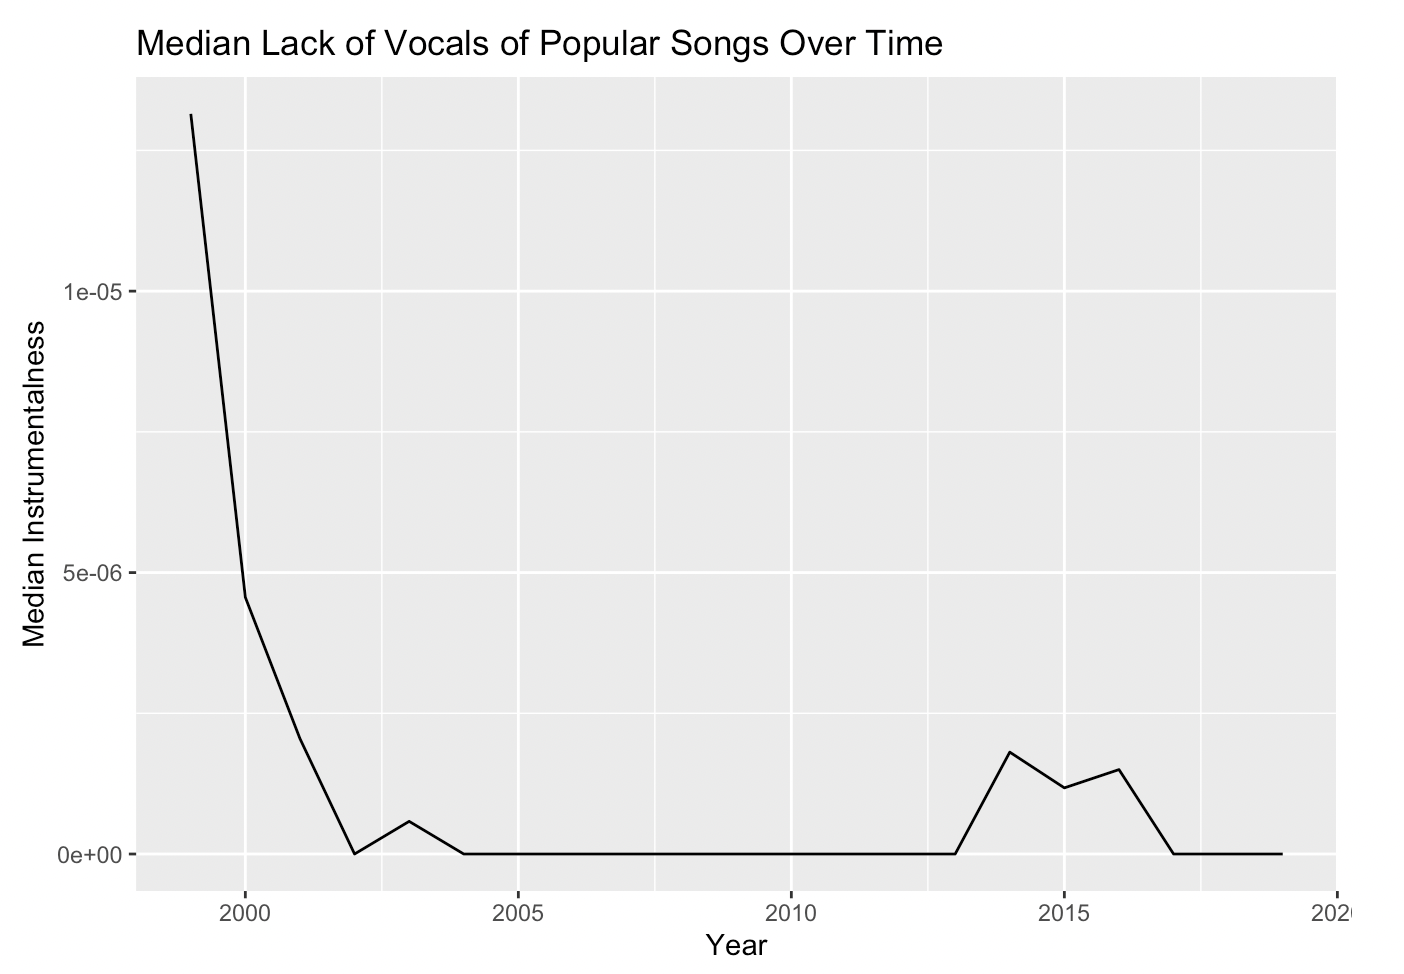 Median Lack of Vocals of Popular Songs Over Time
Median Instrumentalness
1e-05
5e-06
0e+00
2000 2005 2010 2015 202
Year